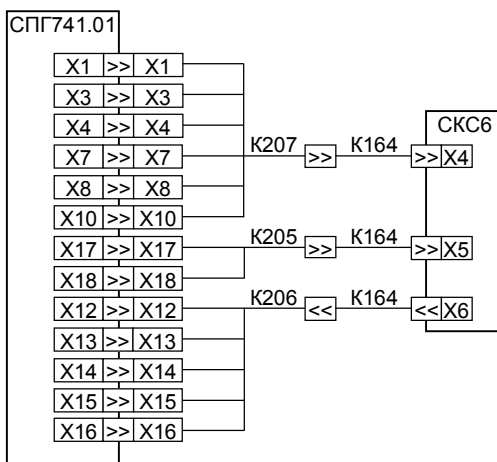 СПГ741.01
X1 >> X1
X3 >> X3
СКС6
X4 >> X4
X7 >> X7 К207 >> К164 >> X4
X8 >> X8
X10 >> X10
X17 >> X17 К205 >> К164 >> X5
X18 >> X18
X12 >> X12 К206 << К164 << X6
X13 >> X13
X14 >> X14
X15 >> X15
X16 >> X16